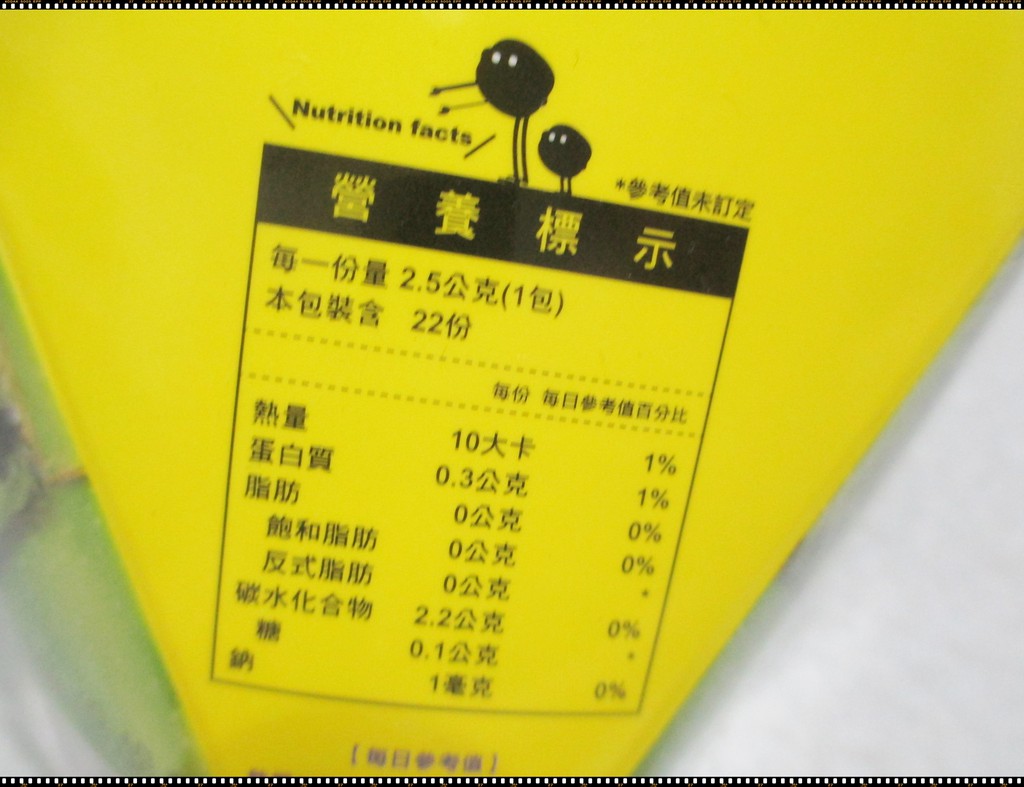 Nutrition facts
*參考值未訂定
營養標示
每一份量 2.5公克(1包)
本包裝含 22份
每份 每日參考值百分比
熱量 10大卡 1%
蛋白質 0.3公克 1%
脂肪 0公克 0%
飽和脂肪 0公克 0%
反式脂肪 0公克 *
碳水化合物 2.2公克 0%
糖 0.1公克 *
鈉 1毫克 0%
[每日參考值]